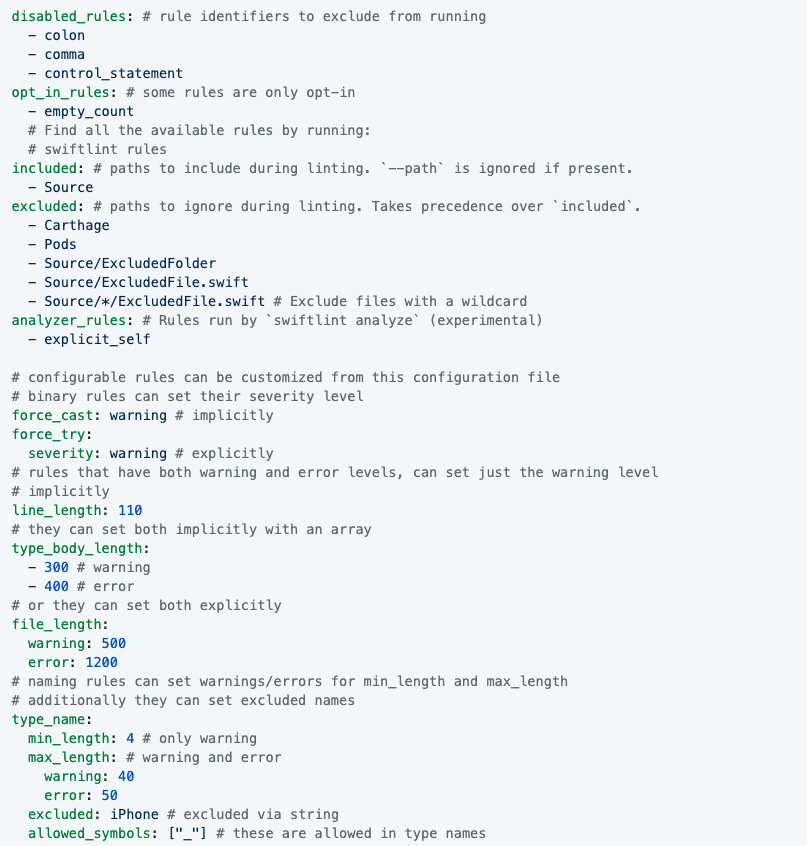 disabled_rules: # rule identifiers to exclude from running
  - colon
  - comma
  - control_statement
opt_in_rules: # some rules are only opt-in
  - empty_count
  # Find all the available rules by running:
  # swiftlint rules
included: # paths to include during linting. `--path` is ignored if present.
  - Source
excluded: # paths to ignore during linting. Takes precedence over `included`.
  - Carthage
  - Pods
  - Source/ExcludedFolder
  - Source/ExcludedFile.swift
  - Source/*/ExcludedFile.swift # Exclude files with a wildcard
analyzer_rules: # Rules run by `swiftlint analyze` (experimental)
  - explicit_self

# configurable rules can be customized from this configuration file
# binary rules can set their severity level
force_cast: warning # implicitly
force_try:
  severity: warning # explicitly
# rules that have both warning and error levels, can set just the warning level
# implicitly
line_length: 110
# they can set both implicitly with an array
type_body_length:
  - 300 # warning
  - 400 # error
# or they can set both explicitly
file_length:
  warning: 500
  error: 1200
# naming rules can set warnings/errors for min_length and max_length
# additionally they can set excluded names
type_name:
  min_length: 4 # only warning
  max_length: # warning and error
    warning: 40
    error: 50
  excluded: iPhone # excluded via string
  allowed_symbols: ["_"] # these are allowed in type names